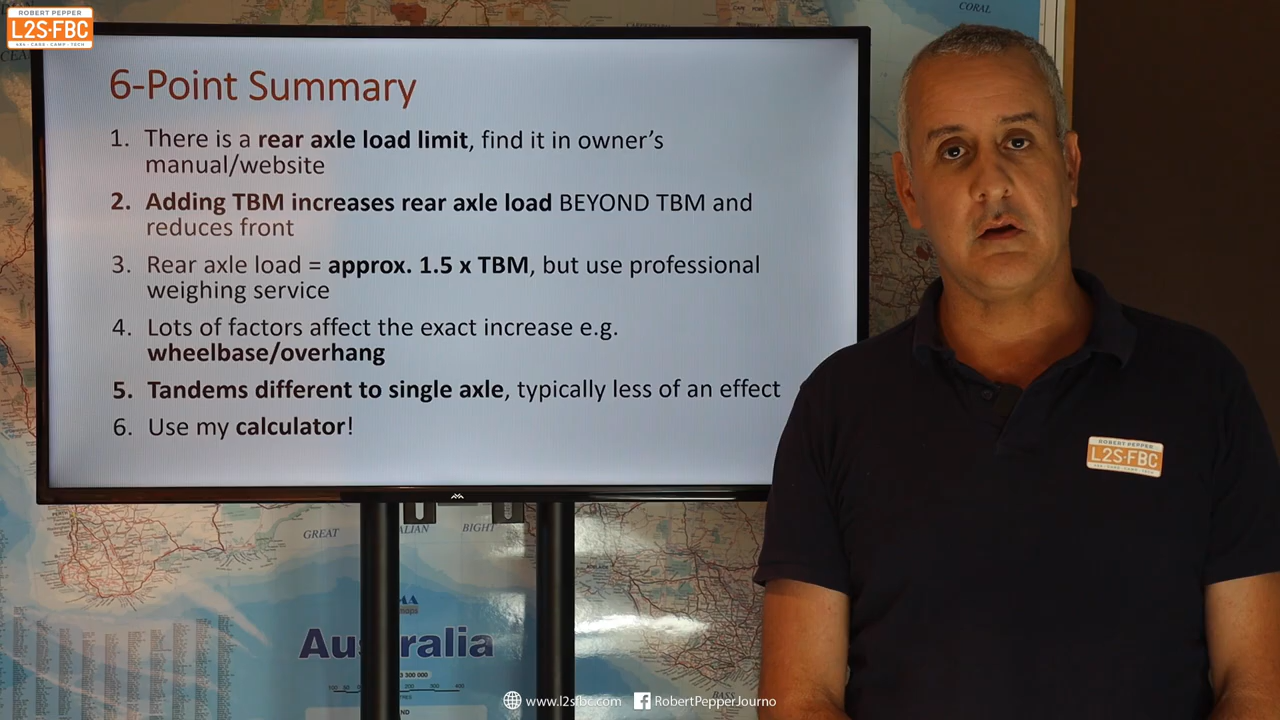 ROBERT PEPPER
L2S·FBC
4X4 · CARS · CAMP · TECH
CORAL
6-Point Summary
1. There is a rear axle load limit, find it in owner's
manual/website
2. Adding TBM increases rear axle load BEYOND TBM and
reduces front
3. Rear axle load = approx. 1.5 x TBM, but use professional
weighing service
4. Lots of factors affect the exact increase e.g.
wheelbase/overhang
5. Tandems different to single axle, typically less of an effect
6. Use my calculator!
ROBERT PEPPER
L2S·FBC
GREAT
ALIAN
BIGHT
Australia
BASS
www.l2sfbc.com
RobertPepperJourno